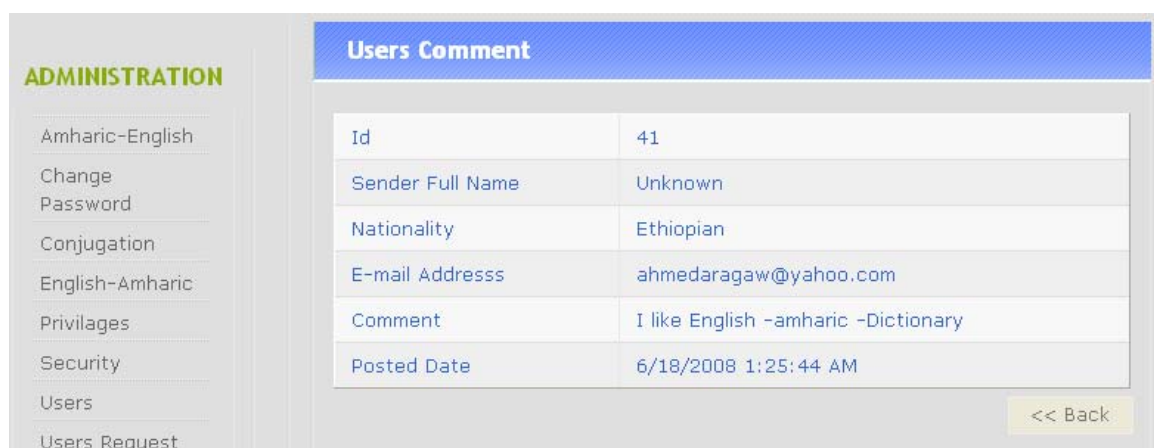 ADMINISTRATION
Amharic-English
Change
Password
Conjugation
English-Amharic
Privilages
Security
Users
Users Request
Users Comment
Id 41
Sender Full Name Unknown
Nationality Ethiopian
E-mail Addresss ahmedaragaw@yahoo.com
Comment I like English -amharic -Dictionary
Posted Date 6/18/2008 1:25:44 AM
<< Back